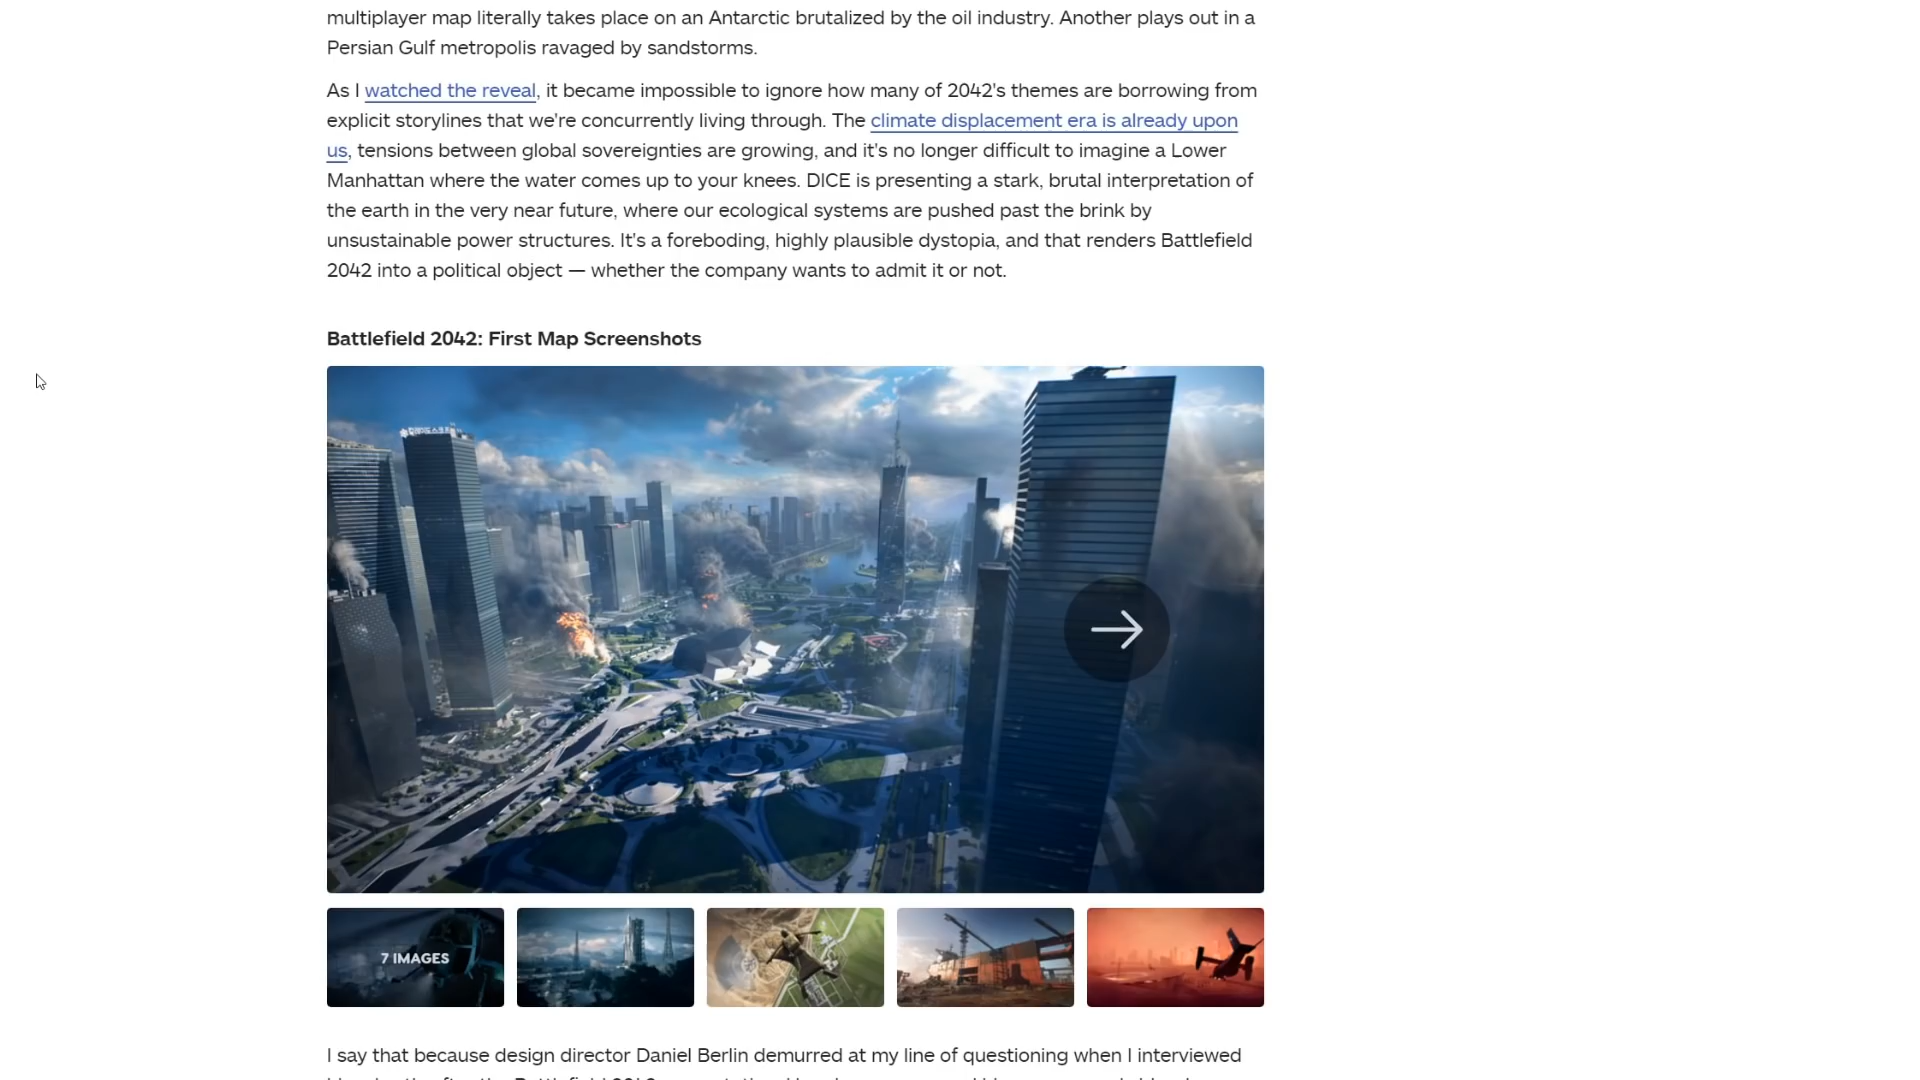 multiplayer map literally takes place on an Antarctic brutalized by the oil industry. Another plays out in a
Persian Gulf metropolis ravaged by sandstorms.
As I watched the reveal, it became impossible to ignore how many of 2042's themes are borrowing from
explicit storylines that we're concurrently living through. The climate displacement era is already upon
us, tensions between global sovereignties are growing, and it's no longer difficult to imagine a Lower
Manhattan where the water comes up to your knees. DICE is presenting a stark, brutal interpretation of
the earth in the very near future, where our ecological systems are pushed past the brink by
unsustainable power structures. It's a foreboding, highly plausible dystopia, and that renders Battlefield
2042 into a political object — whether the company wants to admit it or not.
Battlefield 2042: First Map Screenshots
7 IMAGES
I say that because design director Daniel Berlin demurred at my line of questioning when I interviewed